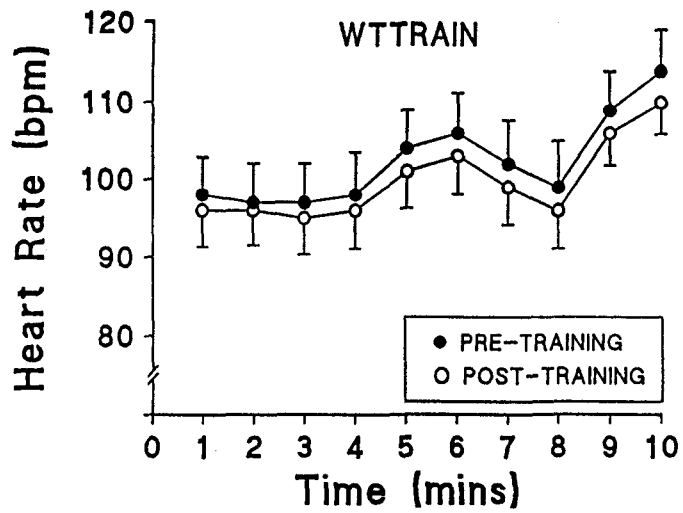 WTTRAIN
Heart Rate (bpm)
120
110
100
90
80
PRE-TRAINING
POST-TRAINING
0 1 2 3 4 5 6 7 8 9 10
Time (mins)